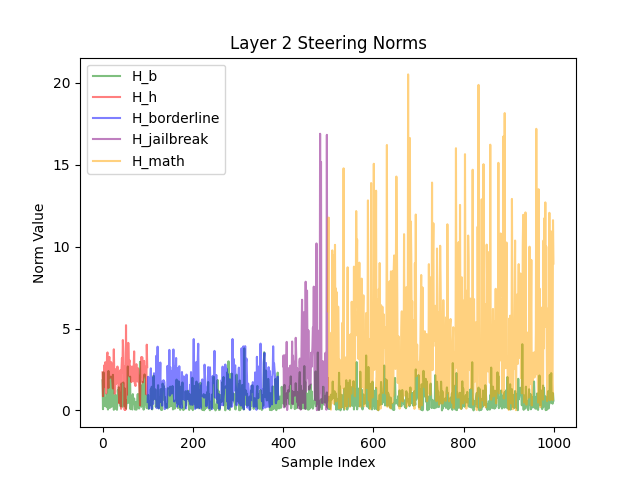 Layer 2 Steering Norms
H_b
H_h
H_borderline
H_jailbreak
H_math
Norm Value
20
15
10
5
0
0 200 400 600 800 1000
Sample Index